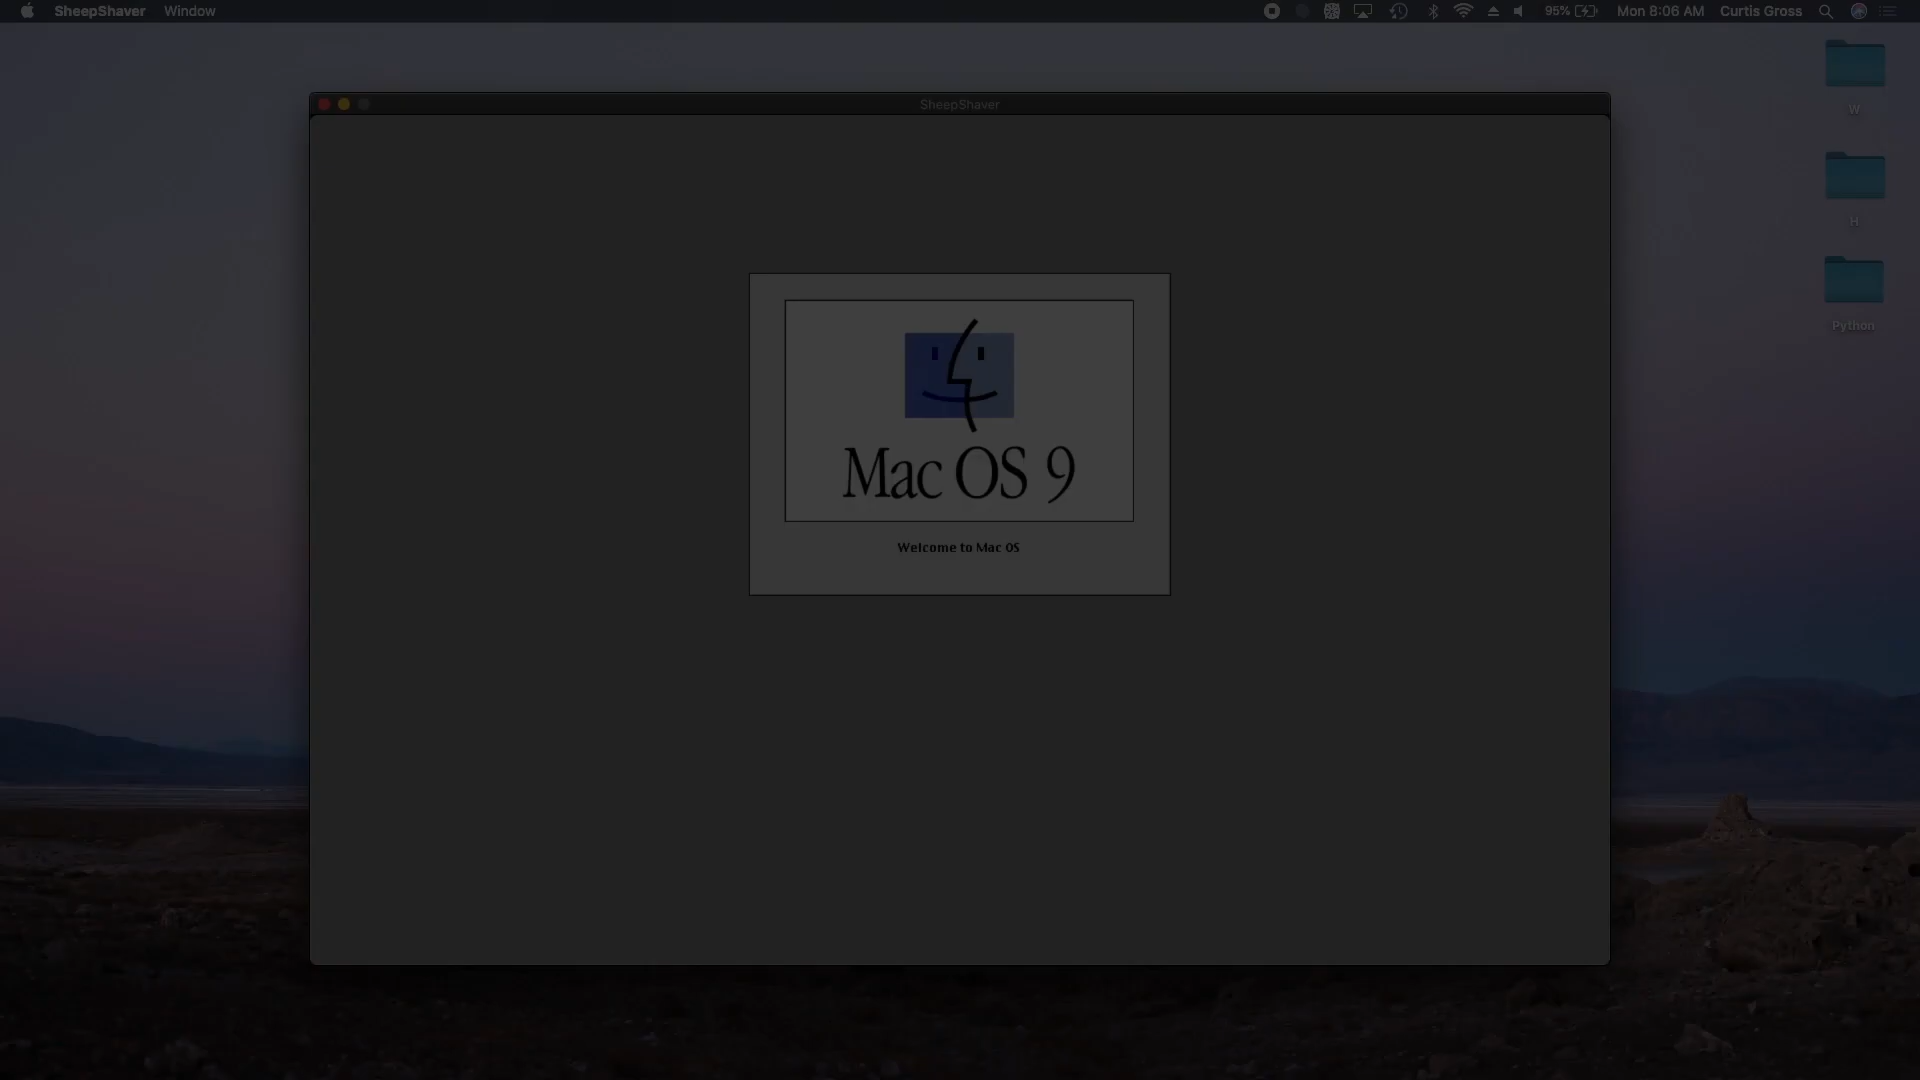 SheepShaver Window 95% Mon 8:06 AM Curtis Gross
SheepShaver
W
H
Python
Mac OS 9
Welcome to Mac OS